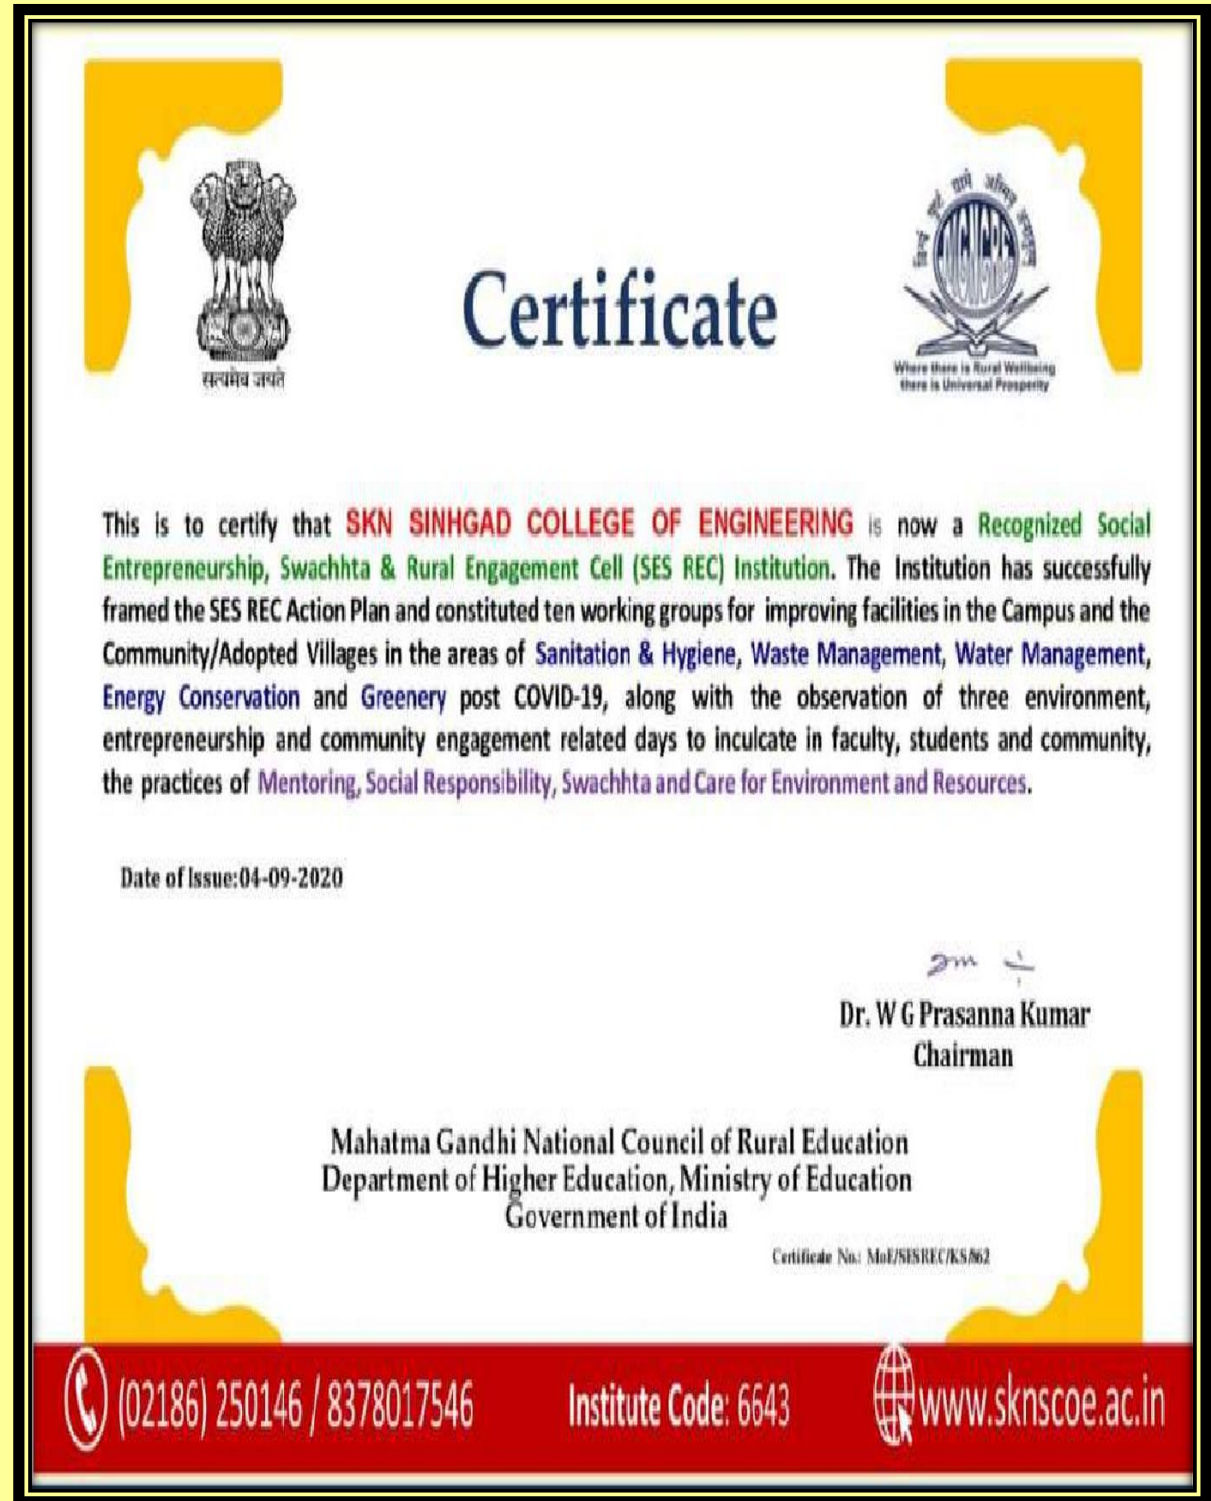 सत्यमेव जयते
Certificate
MGNCRE
Where there is Rural Wellbeing
there is Universal Prosperity
This is to certify that SKN SINHGAD COLLEGE OF ENGINEERING is now a Recognized Social
Entrepreneurship, Swachhta & Rural Engagement Cell (SES REC) Institution. The Institution has successfully
framed the SES REC Action Plan and constituted ten working groups for improving facilities in the Campus and the
Community/Adopted Villages in the areas of Sanitation & Hygiene, Waste Management, Water Management,
Energy Conservation and Greenery post COVID-19, along with the observation of three environment,
entrepreneurship and community engagement related days to inculcate in faculty, students and community,
the practices of Mentoring, Social Responsibility, Swachhta and Care for Environment and Resources.
Date of Issue:04-09-2020
Dr. W G Prasanna Kumar
Chairman
Mahatma Gandhi National Council of Rural Education
Department of Higher Education, Ministry of Education
Government of India
Certificate No.: MoE/SESREC/KS/862
(02186) 250146 / 8378017546
Institute Code: 6643
www.sknscoe.ac.in